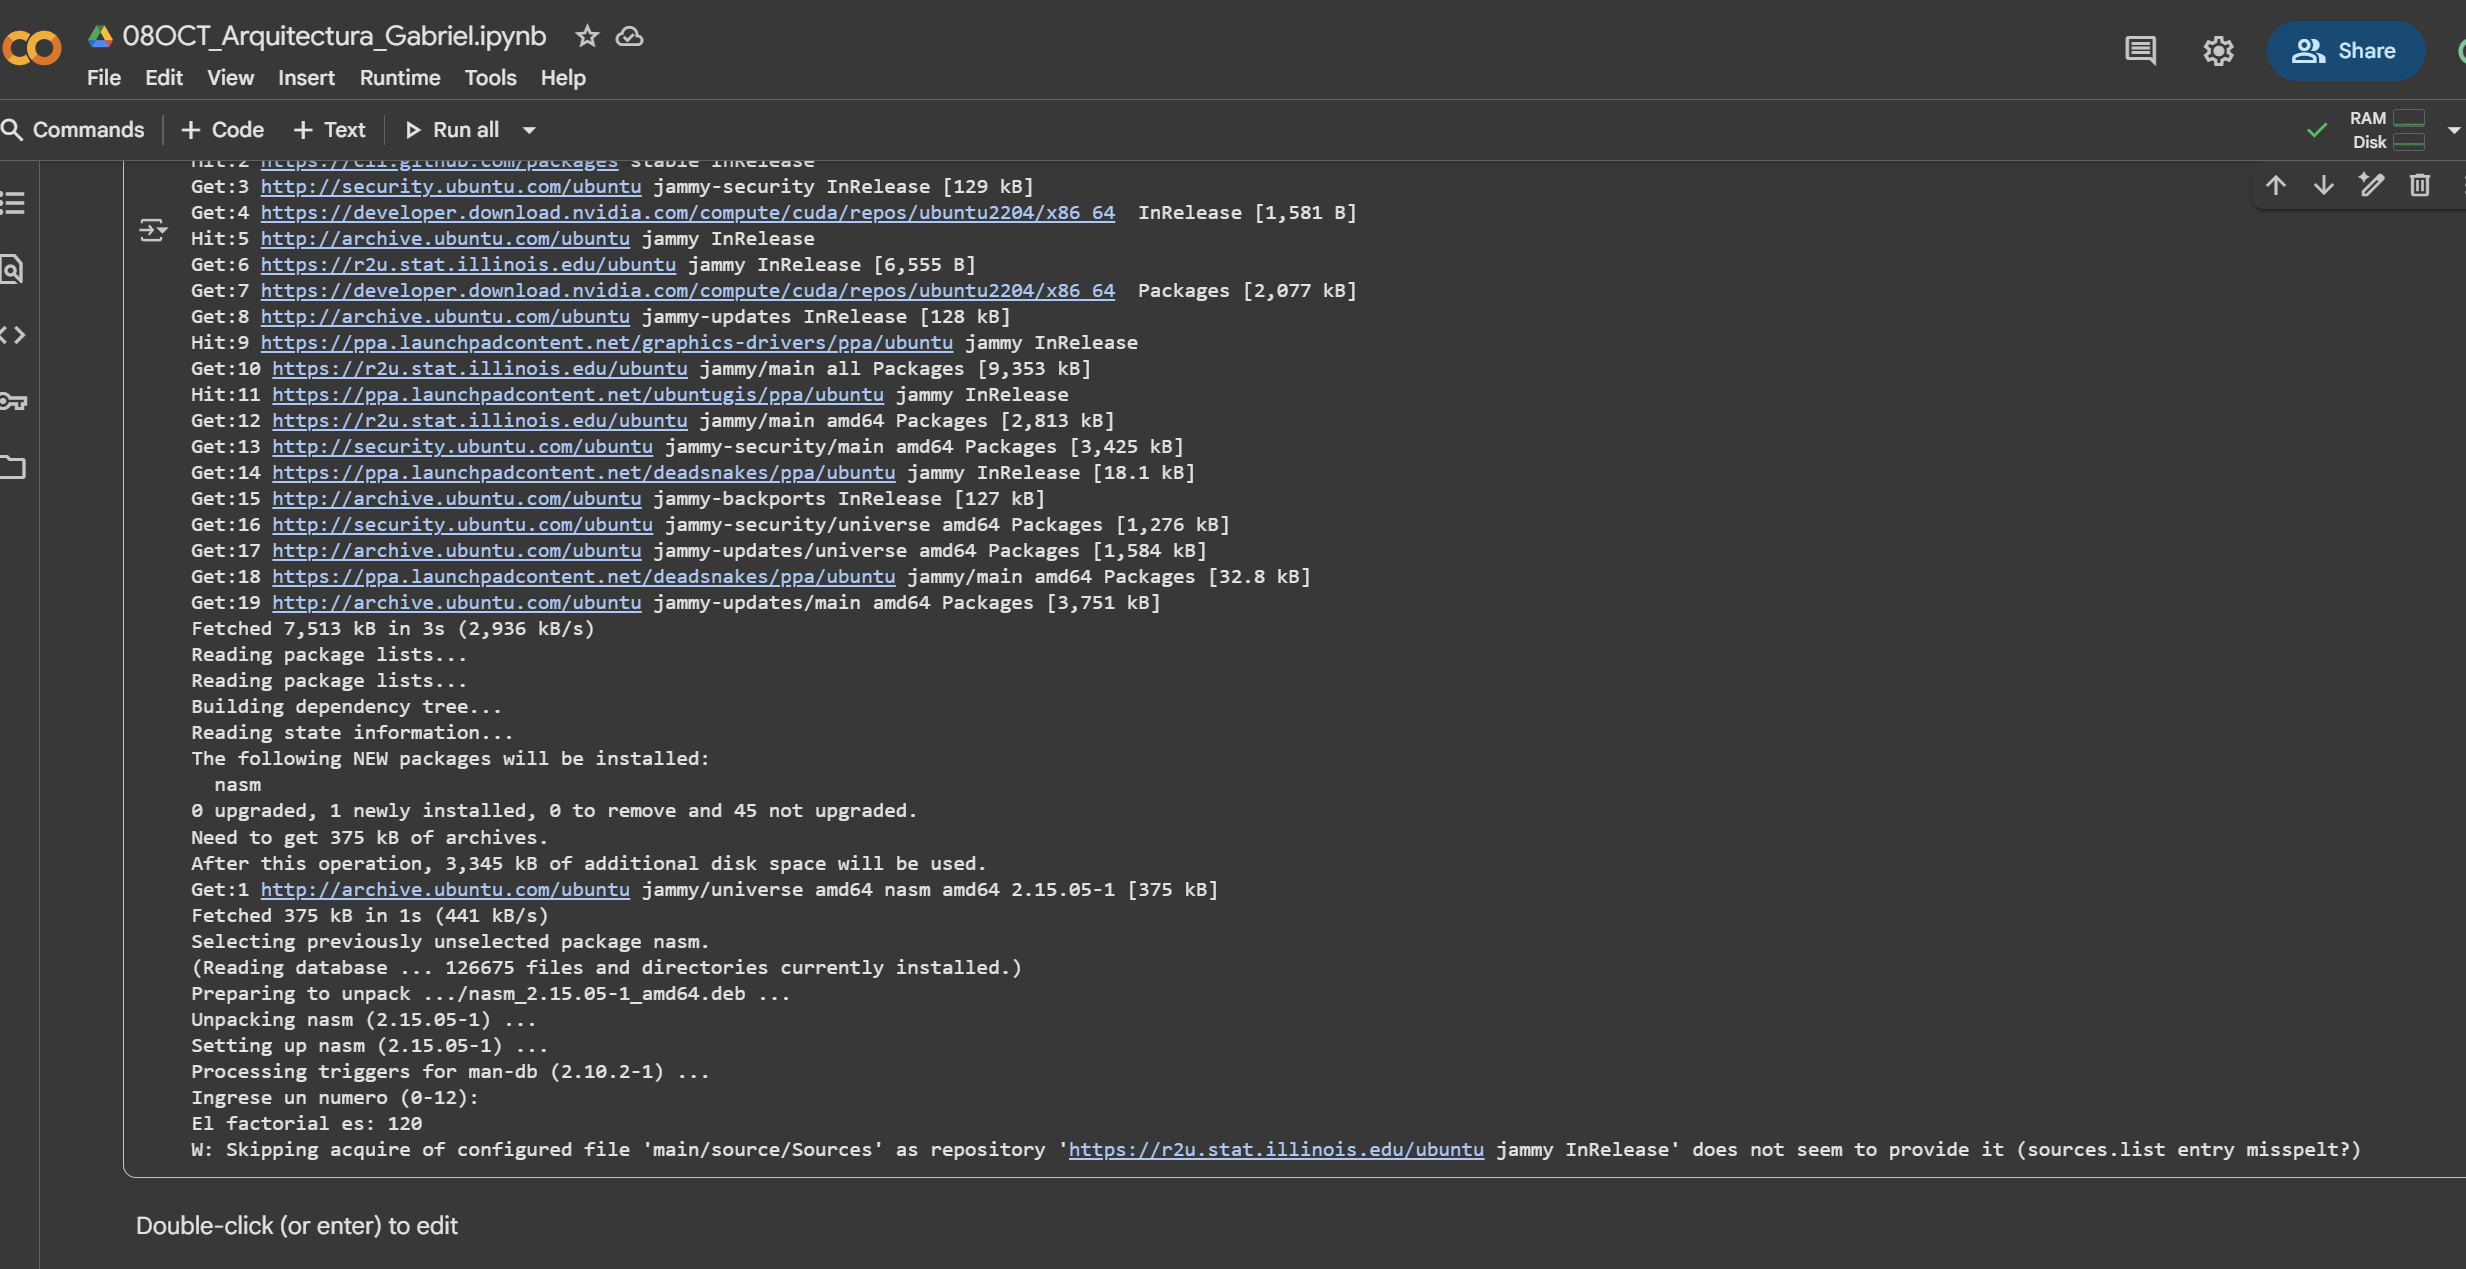 08OCT_Arquitectura_Gabriel.ipynb
File Edit View Insert Runtime Tools Help
Share
Commands + Code + Text Run all
RAM
Disk
Hit:2 https://cli.github.com/packages stable InRelease
Get:3 http://security.ubuntu.com/ubuntu jammy-security InRelease [129 kB]
Get:4 https://developer.download.nvidia.com/compute/cuda/repos/ubuntu2204/x86_64 InRelease [1,581 B]
Hit:5 http://archive.ubuntu.com/ubuntu jammy InRelease
Get:6 https://r2u.stat.illinois.edu/ubuntu jammy InRelease [6,555 B]
Get:7 https://developer.download.nvidia.com/compute/cuda/repos/ubuntu2204/x86_64 Packages [2,077 kB]
Get:8 http://archive.ubuntu.com/ubuntu jammy-updates InRelease [128 kB]
Hit:9 https://ppa.launchpadcontent.net/graphics-drivers/ppa/ubuntu jammy InRelease
Get:10 https://r2u.stat.illinois.edu/ubuntu jammy/main all Packages [9,353 kB]
Hit:11 https://ppa.launchpadcontent.net/ubuntugis/ppa/ubuntu jammy InRelease
Get:12 https://r2u.stat.illinois.edu/ubuntu jammy/main amd64 Packages [2,813 kB]
Get:13 http://security.ubuntu.com/ubuntu jammy-security/main amd64 Packages [3,425 kB]
Get:14 https://ppa.launchpadcontent.net/deadsnakes/ppa/ubuntu jammy InRelease [18.1 kB]
Get:15 http://archive.ubuntu.com/ubuntu jammy-backports InRelease [127 kB]
Get:16 http://security.ubuntu.com/ubuntu jammy-security/universe amd64 Packages [1,276 kB]
Get:17 http://archive.ubuntu.com/ubuntu jammy-updates/universe amd64 Packages [1,584 kB]
Get:18 https://ppa.launchpadcontent.net/deadsnakes/ppa/ubuntu jammy/main amd64 Packages [32.8 kB]
Get:19 http://archive.ubuntu.com/ubuntu jammy-updates/main amd64 Packages [3,751 kB]
Fetched 7,513 kB in 3s (2,936 kB/s)
Reading package lists...
Reading package lists...
Building dependency tree...
Reading state information...
The following NEW packages will be installed:
nasm
0 upgraded, 1 newly installed, 0 to remove and 45 not upgraded.
Need to get 375 kB of archives.
After this operation, 3,345 kB of additional disk space will be used.
Get:1 http://archive.ubuntu.com/ubuntu jammy/universe amd64 nasm amd64 2.15.05-1 [375 kB]
Fetched 375 kB in 1s (441 kB/s)
Selecting previously unselected package nasm.
(Reading database ... 126675 files and directories currently installed.)
Preparing to unpack .../nasm_2.15.05-1_amd64.deb ...
Unpacking nasm (2.15.05-1) ...
Setting up nasm (2.15.05-1) ...
Processing triggers for man-db (2.10.2-1) ...
Ingrese un numero (0-12):
El factorial es: 120
W: Skipping acquire of configured file 'main/source/Sources' as repository 'https://r2u.stat.illinois.edu/ubuntu jammy InRelease' does not seem to provide it (sources.list entry misspelt?)
Double-click (or enter) to edit